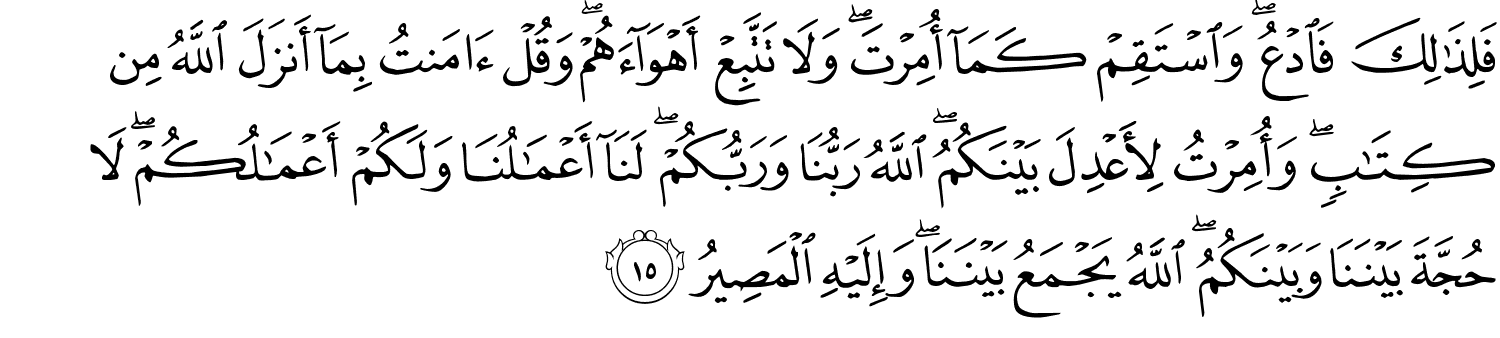 فَلِذَٰلِكَ فَٱدْعُ ۖ وَٱسْتَقِمْ كَمَآ أُمِرْتَ ۖ وَلَا تَتَّبِعْ أَهْوَآءَهُمْ ۖ وَقُلْ ءَامَنتُ بِمَآ أَنزَلَ ٱللَّهُ مِن
كِتَـٰبٍ ۖ وَأُمِرْتُ لِأَعْدِلَ بَيْنَكُمُ ۖ ٱللَّهُ رَبُّنَا وَرَبُّكُمْ ۖ لَنَآ أَعْمَـٰلُنَا وَلَكُمْ أَعْمَـٰلُكُمْ ۖ لَا
حُجَّةَ بَيْنَنَا وَبَيْنَكُمُ ۖ ٱللَّهُ يَجْمَعُ بَيْنَنَا ۖ وَإِلَيْهِ ٱلْمَصِيرُ ١٥